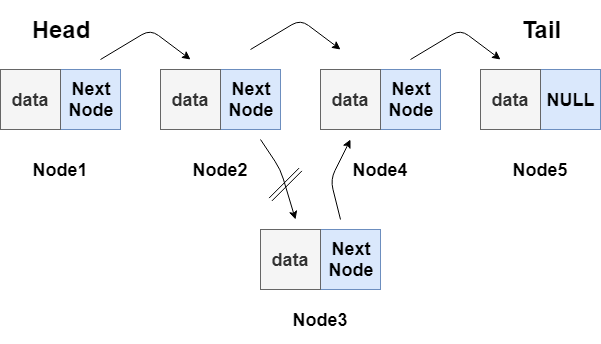 Head
Tail
data
Next
Node
data
Next
Node
data
Next
Node
data
NULL
Node1
Node2
Node4
Node5
data
Next
Node
Node3